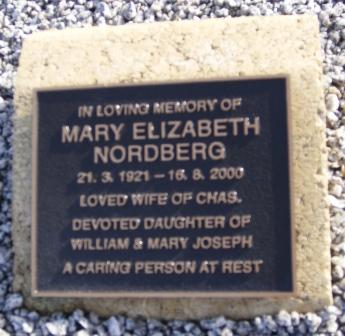 IN LOVING MEMORY OF
MARY ELIZABETH
NORDBERG
21. 3. 1921 – 16. 8. 2000
LOVED WIFE OF CHAS.
DEVOTED DAUGHTER OF
WILLIAM & MARY JOSEPH
A CARING PERSON AT REST